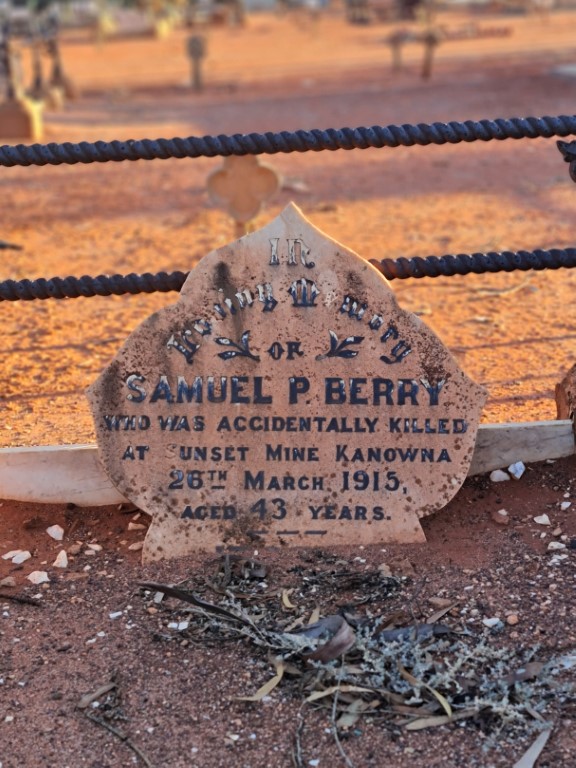 IN
Loving Memory
OF
SAMUEL P. BERRY
WHO WAS ACCIDENTALLY KILLED
AT SUNSET MINE KANOWNA
26TH MARCH 1915,
AGED 43 YEARS.